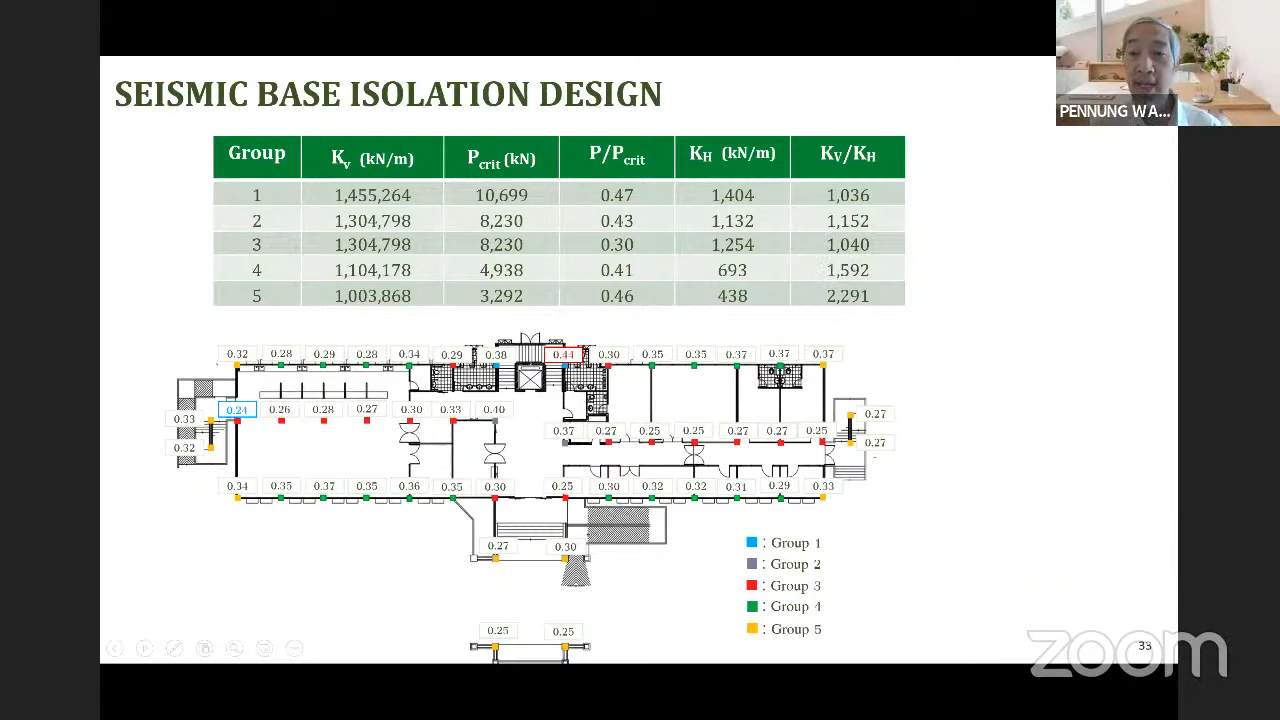 PENNUNG WA...
SEISMIC BASE ISOLATION DESIGN
Group Kv (kN/m) Pcrit (kN) P/Pcrit KH (kN/m) KV/KH
1 1,455,264 10,699 0.47 1,404 1,036
2 1,304,798 8,230 0.43 1,132 1,152
3 1,304,798 8,230 0.30 1,254 1,040
4 1,104,178 4,938 0.41 693 1,592
5 1,003,868 3,292 0.46 438 2,291
0.32 0.28 0.29 0.28 0.34 0.29 0.38 0.44 0.30 0.35 0.35 0.37 0.37 0.37
0.24 0.26 0.28 0.27 0.30 0.33 0.40
0.33 0.27
0.37 0.27 0.25 0.25 0.27 0.27 0.25
0.32 0.27
0.34 0.35 0.37 0.35 0.36 0.35 0.30 0.25 0.30 0.32 0.32 0.31 0.29 0.33
0.27 0.30
: Group 1
: Group 2
: Group 3
: Group 4
: Group 5
0.25 0.25
33
zoom